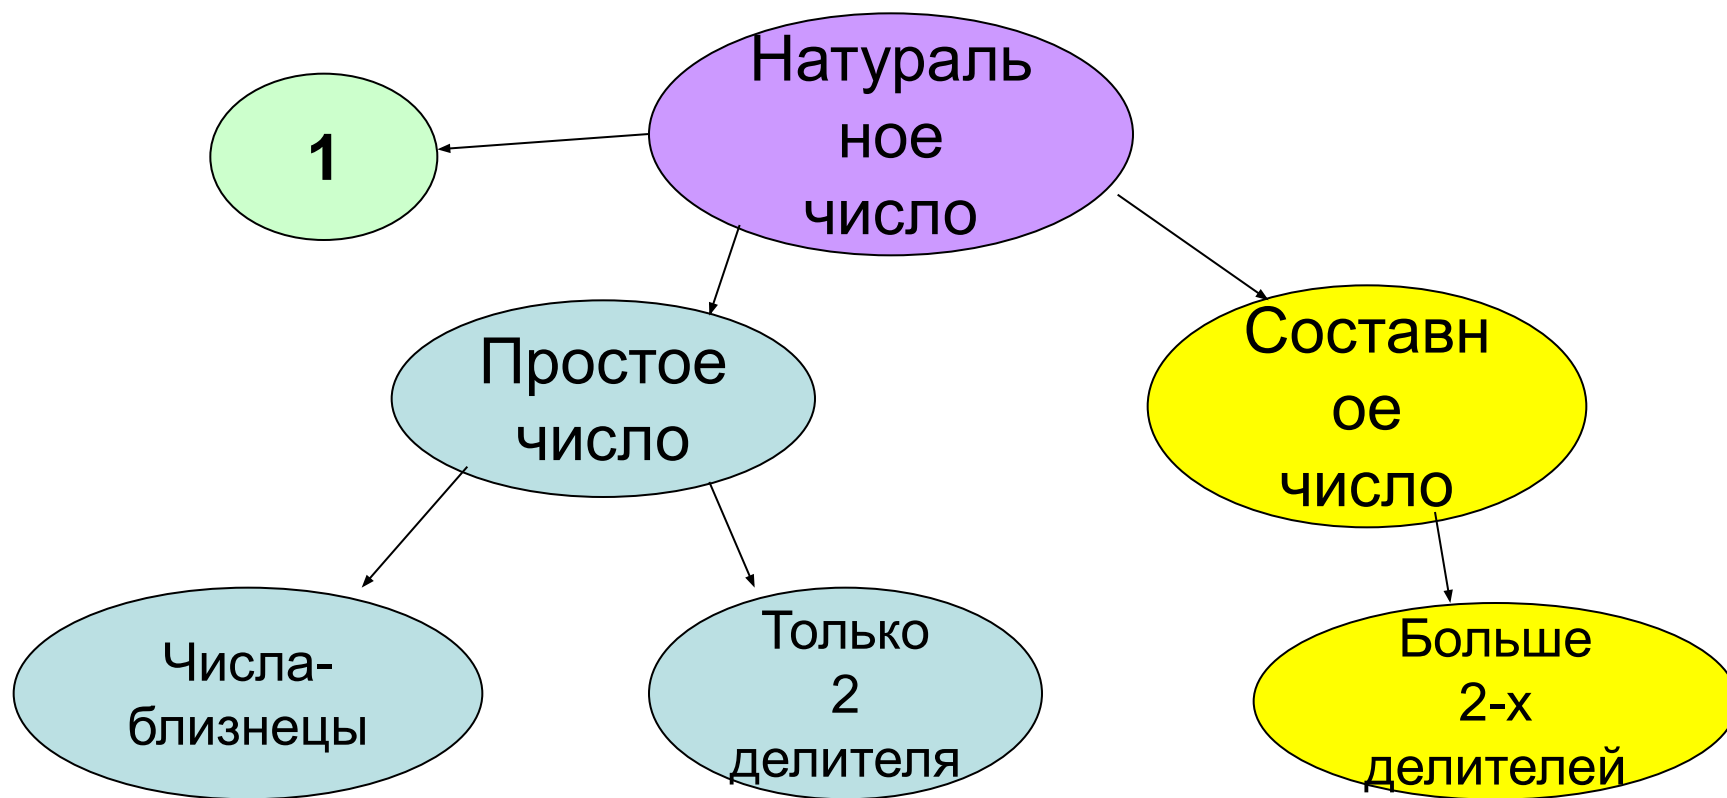 Натураль
ное
число
1
Простое
число
Составн
ое
число
Числа-
близнецы
Только
2
делителя
Больше
2-х
делителей